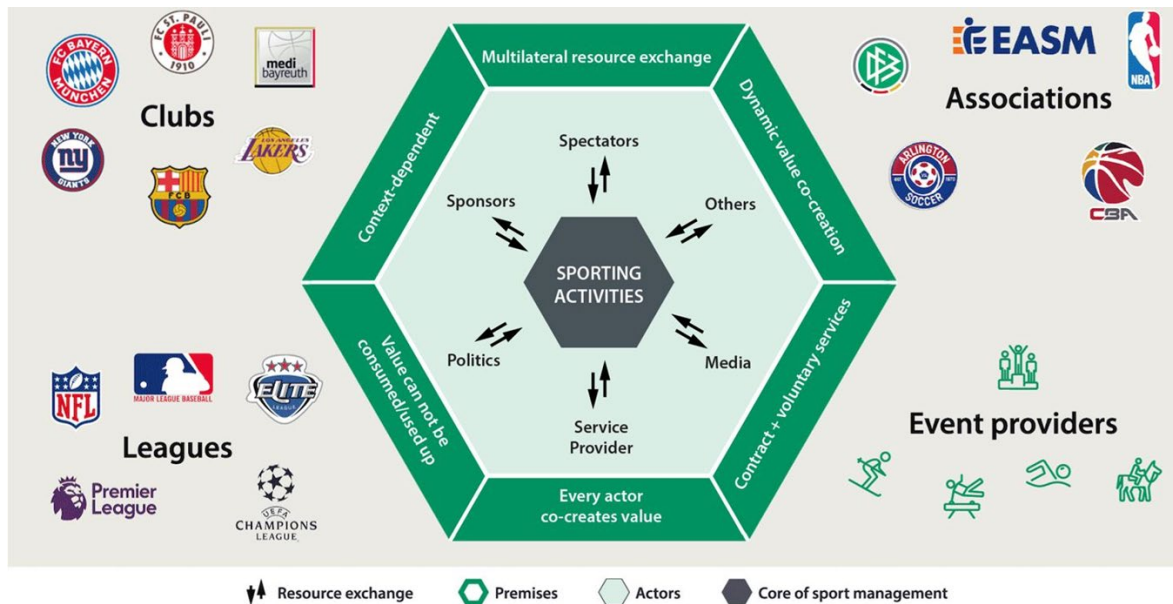 FC BAYERN
MÜNCHEN
FC ST. PAULI
1910
medi
bayreuth
Clubs
NEW YORK
ny
GIANTS
LOS ANGELES
LAKERS
FCB
Multilateral resource exchange
Dynamic value co-creation
Contract + voluntary services
Every actor
co-creates value
Value can not be
consumed/used up
Context-dependent
Spectators
Sponsors
Others
SPORTING
ACTIVITIES
Politics
Media
Service
Provider
DFB
EASM
NBA
Associations
ARLINGTON
SOCCER
CBA
NFL
MAJOR LEAGUE BASEBALL
ELITE
LEAGUE
Leagues
Premier
League
UEFA
CHAMPIONS
LEAGUE
Event providers
Resource exchange
Premises
Actors
Core of sport management